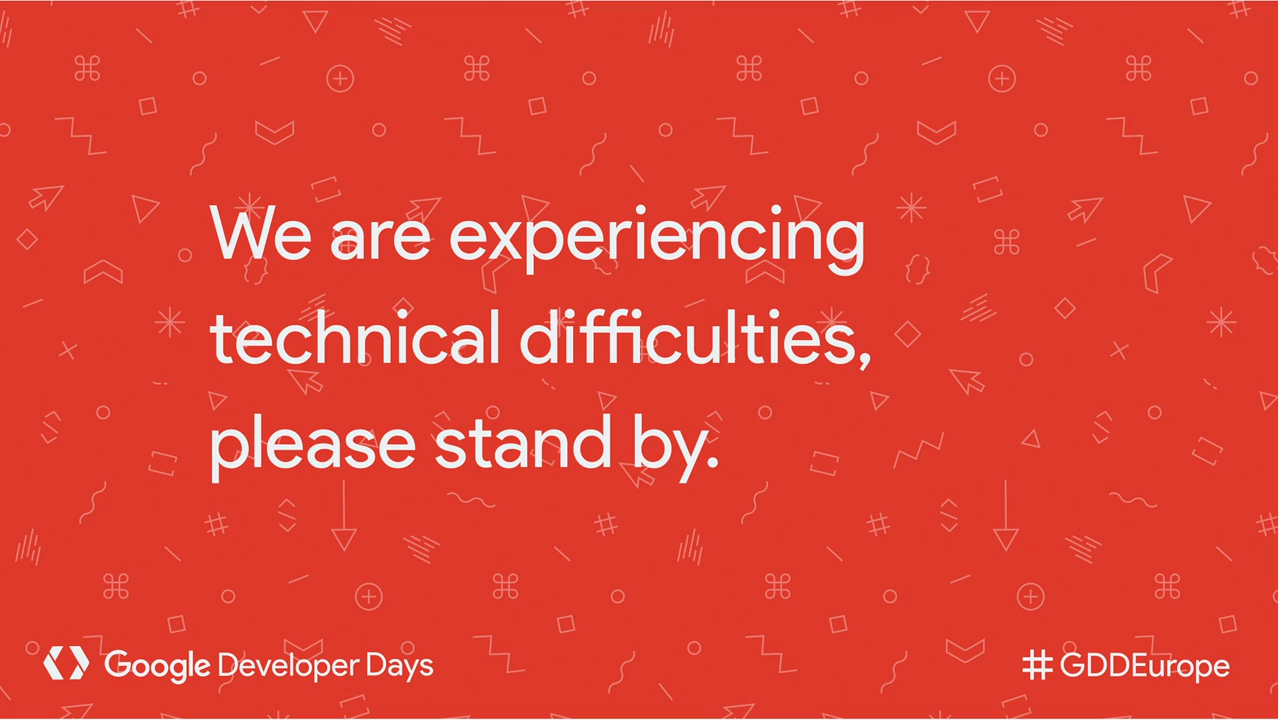 We are experiencing
technical difficulties,
please stand by.
Google Developer Days
#GDDEurope